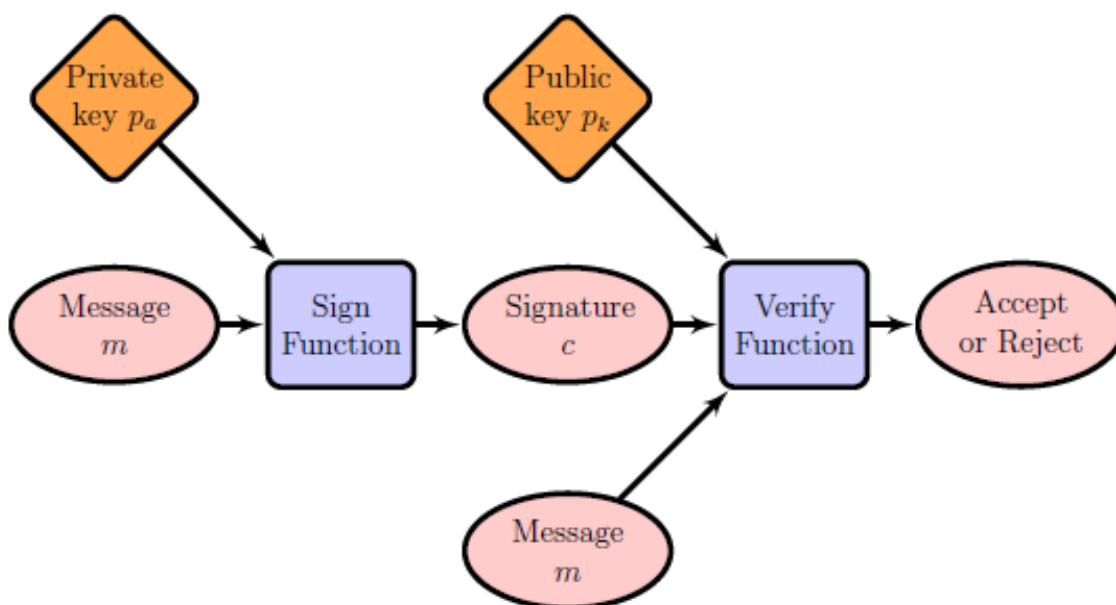 Private
key p_a
Public
key p_k
Message
m
Sign
Function
Signature
c
Verify
Function
Accept
or Reject
Message
m